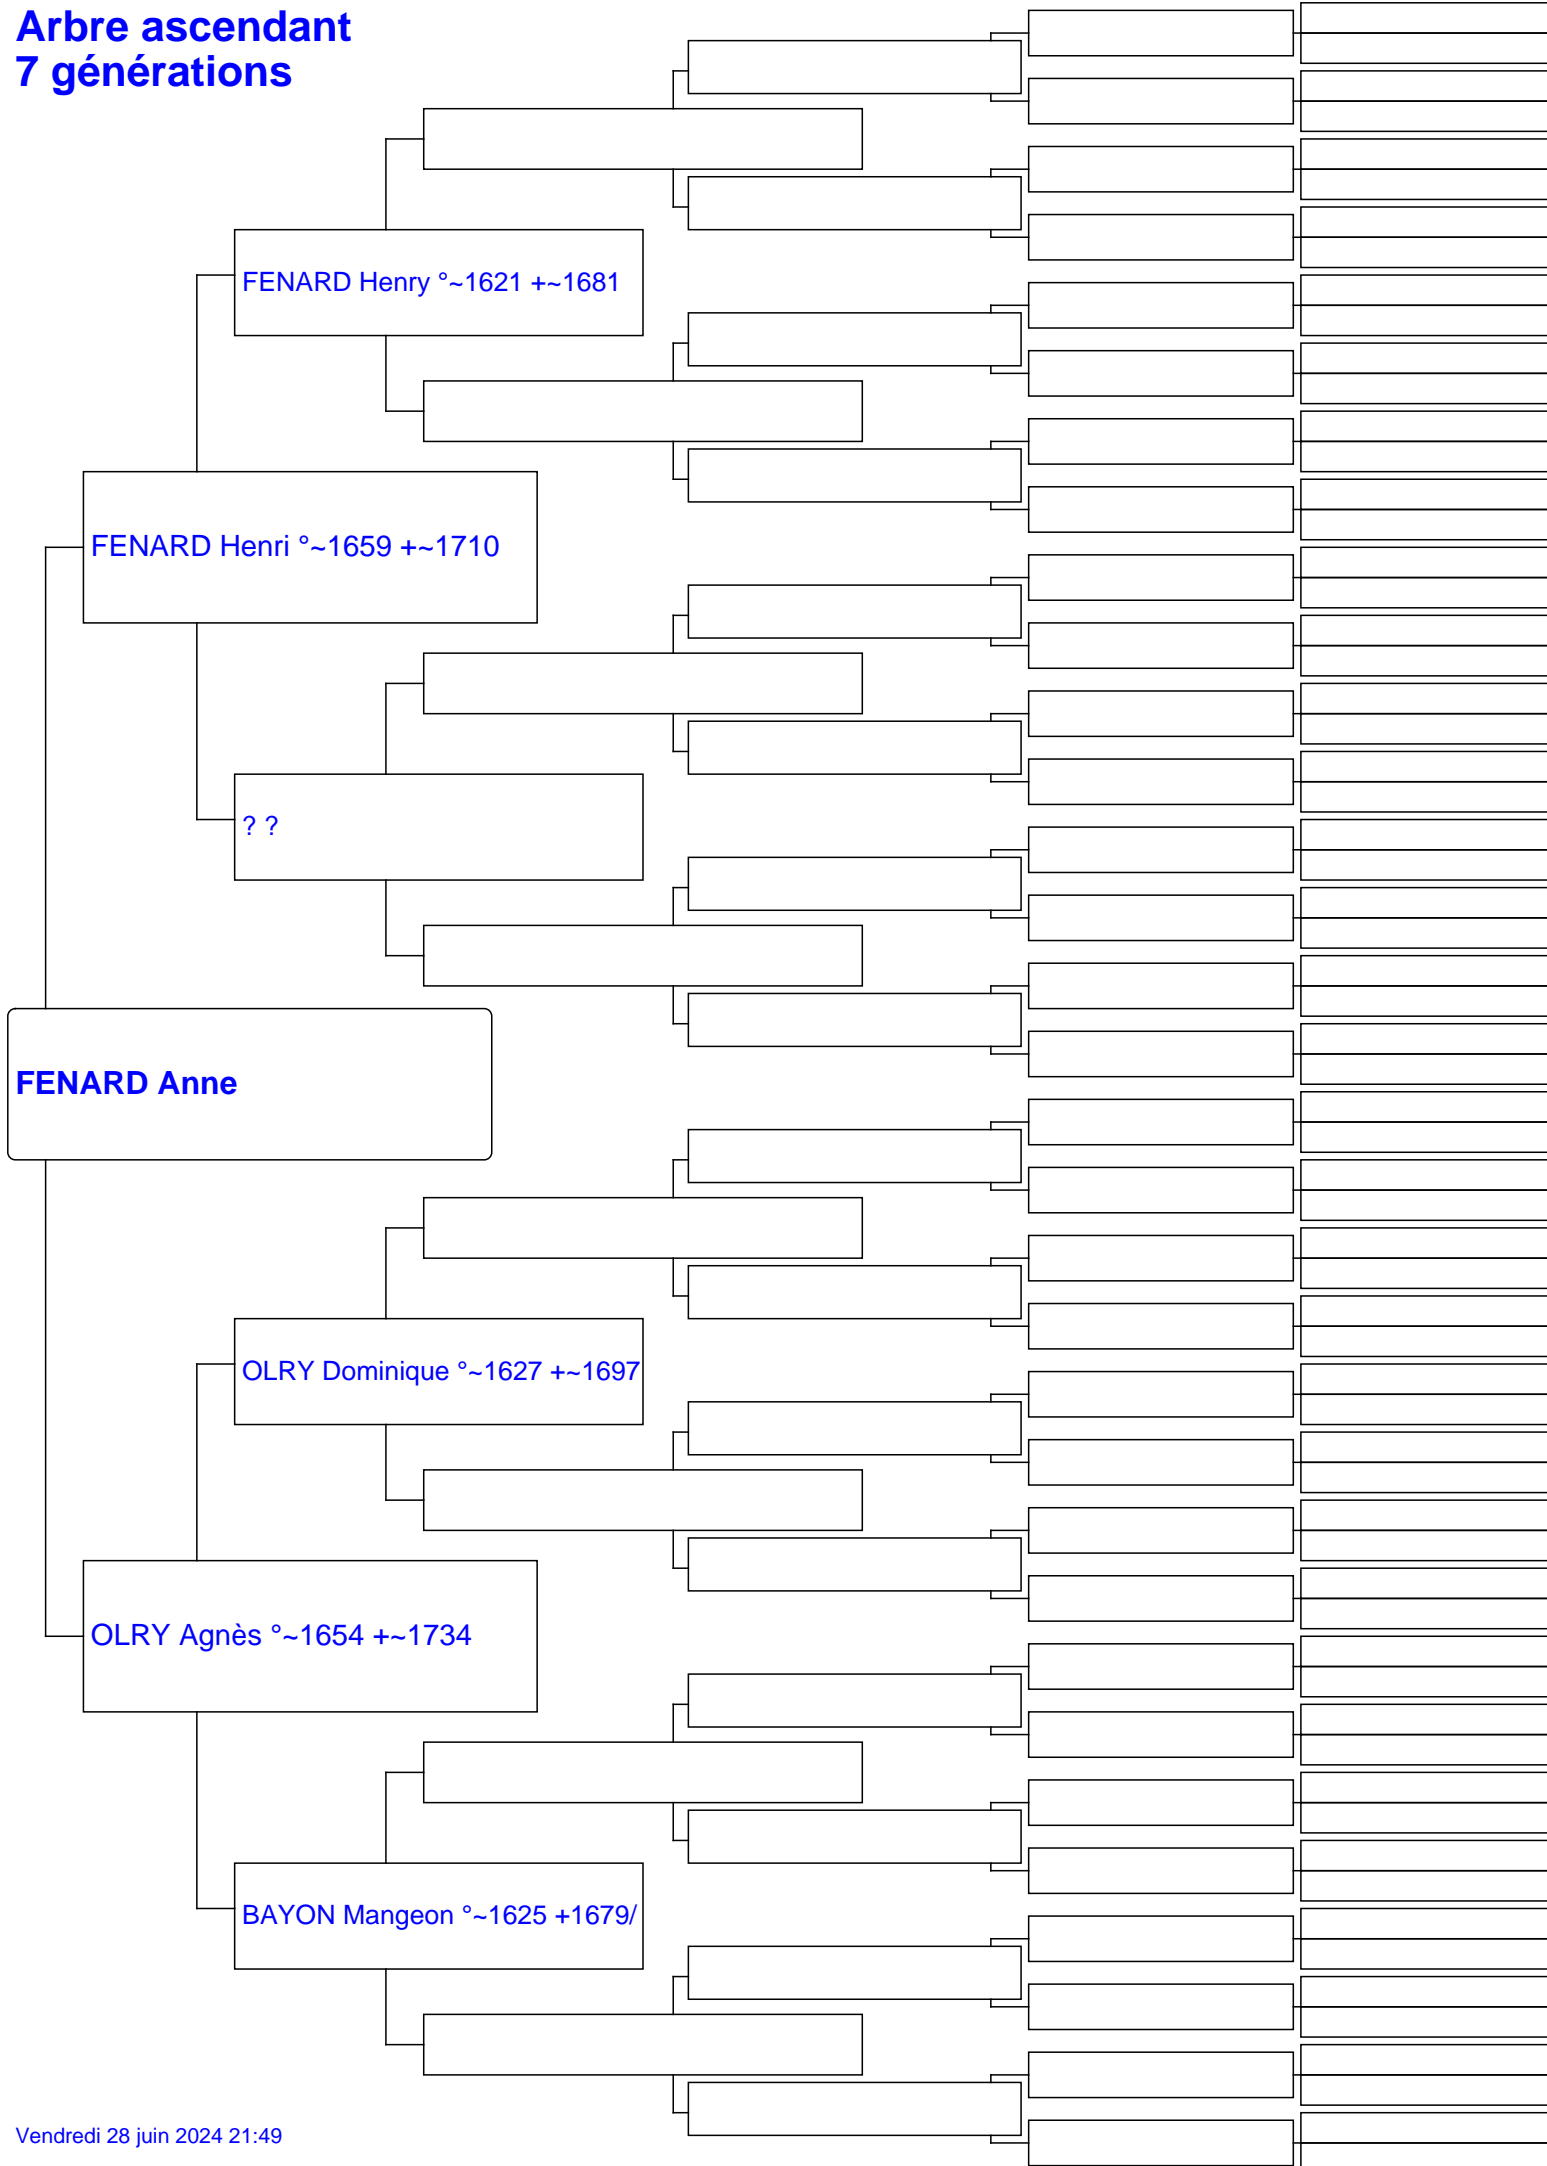 Arbre ascendant
7 générations
FENARD Henry °~1621 +~1681
FENARD Henri °~1659 +~1710
? ?
FENARD Anne
OLRY Dominique °~1627 +~1697
OLRY Agnès °~1654 +~1734
BAYON Mangeon °~1625 +1679/
Vendredi 28 juin 2024 21:49